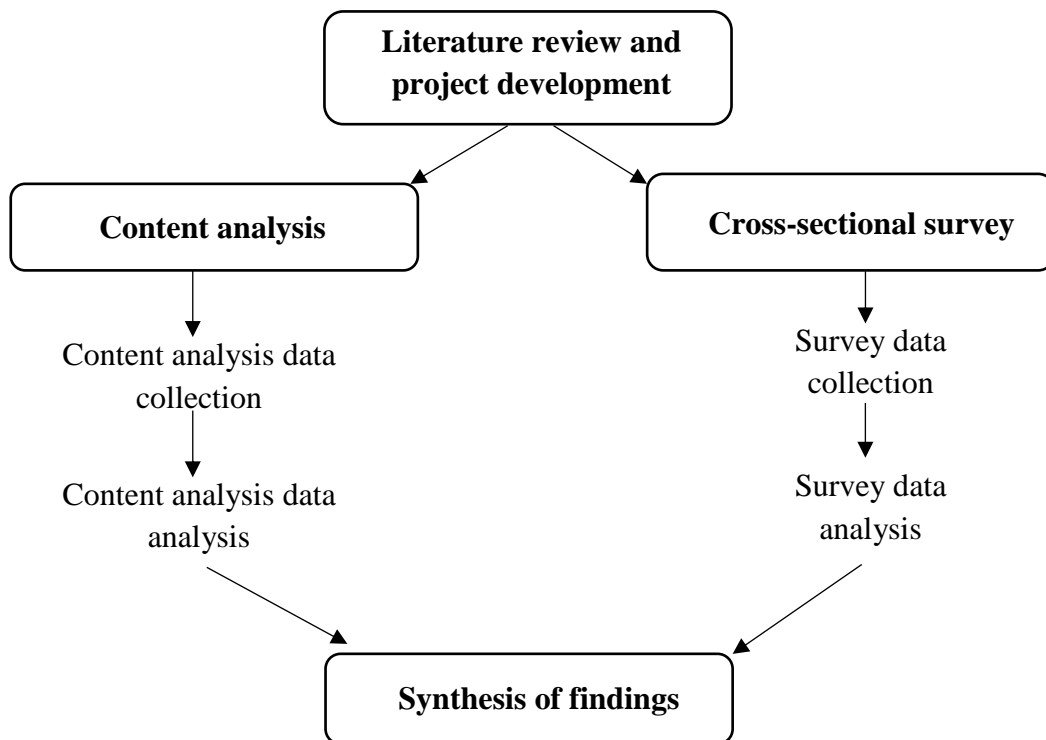 Literature review and
project development
Content analysis
Cross-sectional survey
Content analysis data
collection
Survey data
collection
Content analysis data
analysis
Survey data
analysis
Synthesis of findings